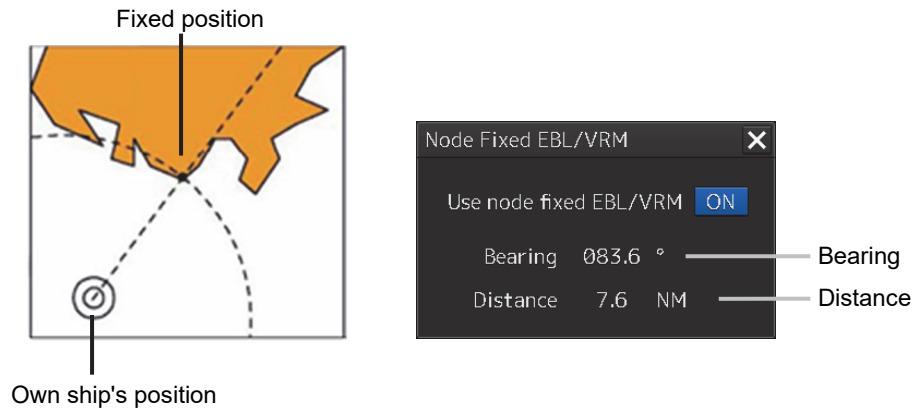 Fixed position
Own ship's position
Node Fixed EBL/VRM
Use node fixed EBL/VRM ON
Bearing 083.6 °
Distance 7.6 NM
Bearing
Distance